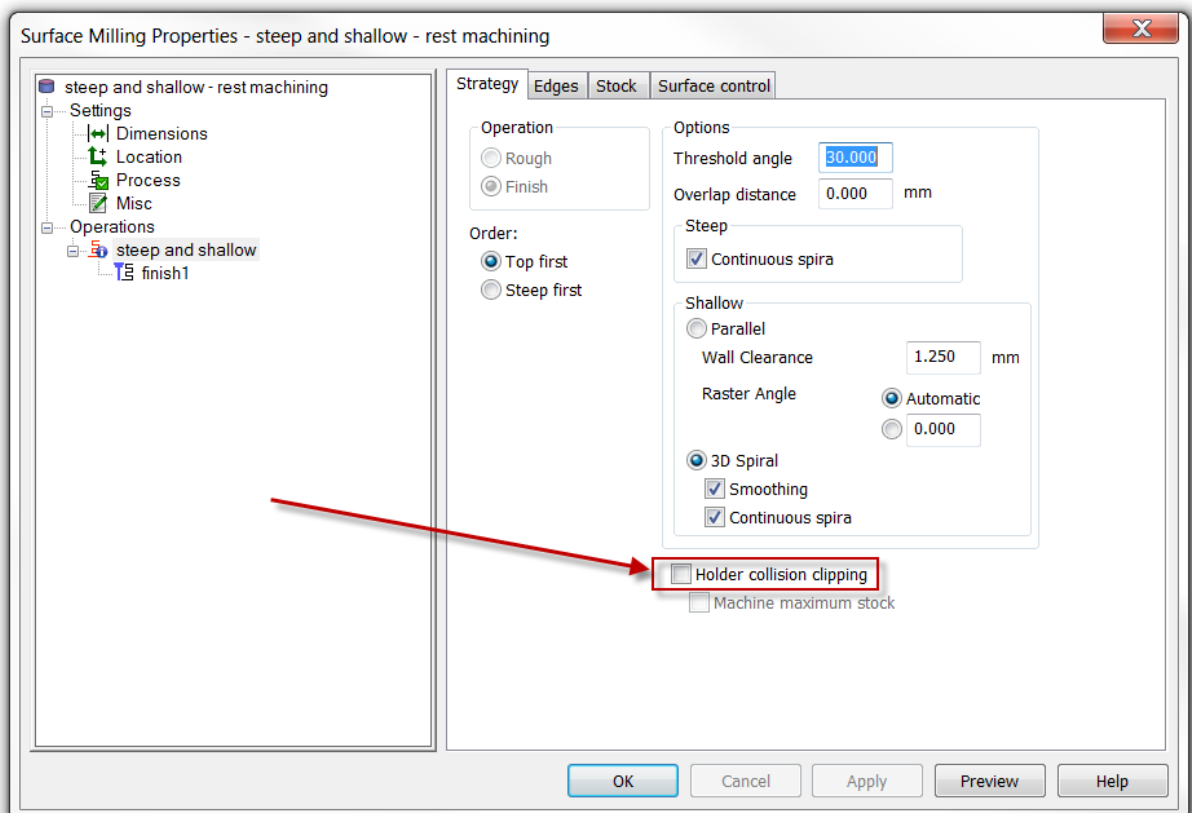 Surface Milling Properties - steep and shallow - rest machining
X
steep and shallow - rest machining
Settings
Dimensions
Location
Process
Misc
Operations
steep and shallow
finish1
Strategy Edges Stock Surface control
Operation
Rough
Finish
Order:
Top first
Steep first
Options
Threshold angle 30.000
Overlap distance 0.000 mm
Steep
Continuous spira
Shallow
Parallel
Wall Clearance 1.250 mm
Raster Angle Automatic
0.000
3D Spiral
Smoothing
Continuous spira
Holder collision clipping
Machine maximum stock
OK Cancel Apply Preview Help